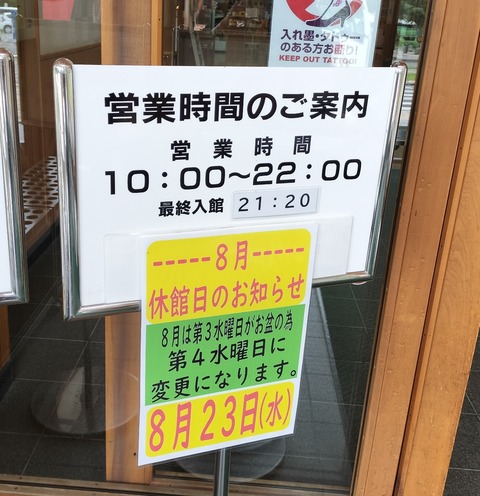 入れ墨・タトゥー
のある方お断り!
KEEP OUT TATTOO!
営業時間のご案内
営業時間
10:00~22:00
最終入館 21:20
-----8月-----
休館日のお知らせ
8月は第3水曜日がお盆の為
第4水曜日に
変更になります。
8月23日(水)